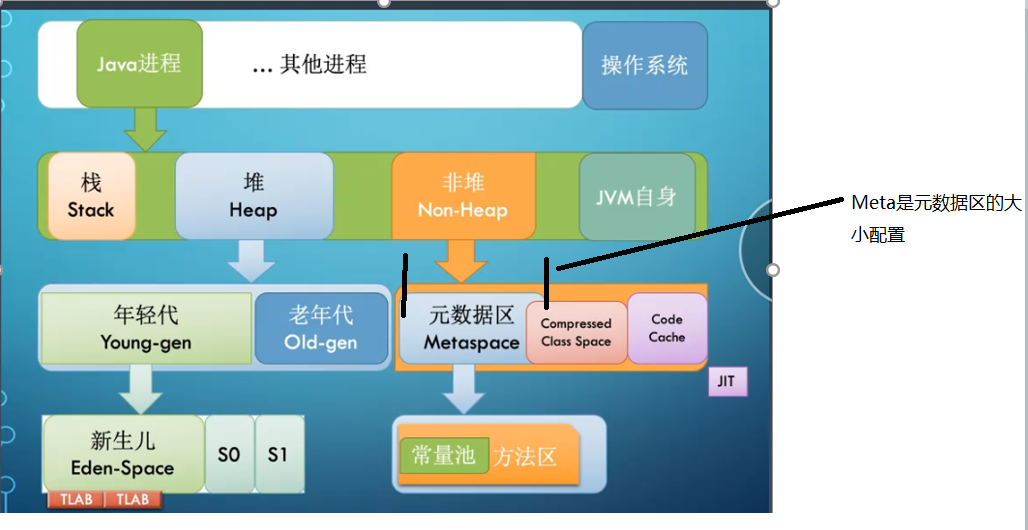 Java进程
... 其他进程
操作系统
栈
Stack
堆
Heap
非堆
Non-Heap
JVM自身
Meta是元数据区的大
小配置
年轻代
Young-gen
老年代
Old-gen
元数据区
Metaspace
Compressed
Class Space
Code
Cache
JIT
新生儿
Eden-Space
S0
S1
常量池
方法区
TLAB
TLAB